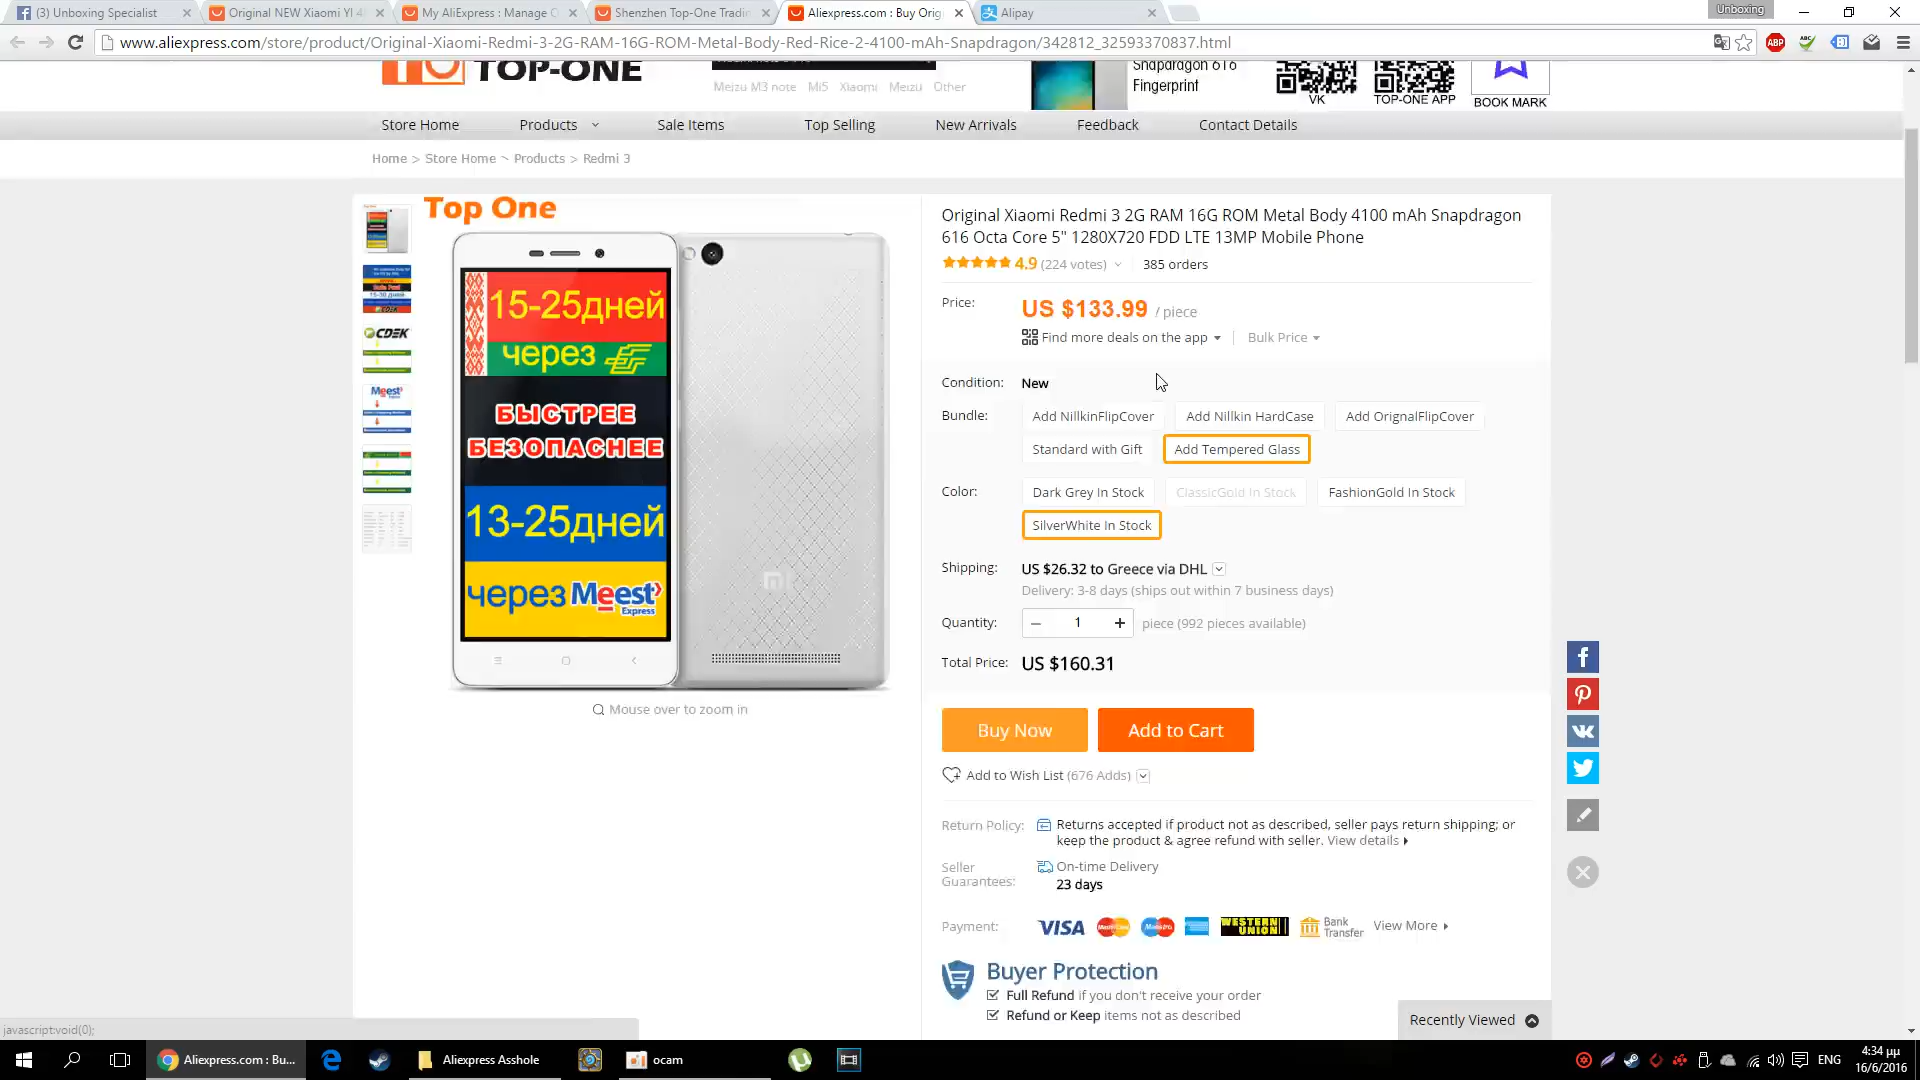 (3) Unboxing Specialist
Original NEW Xiaomi YI 4
My AliExpress : Manage O
Shenzhen Top-One Tradin
Aliexpress.com : Buy Orig
Alipay
Unboxing
www.aliexpress.com/store/product/Original-Xiaomi-Redmi-3-2G-RAM-16G-ROM-Metal-Body-Red-Rice-2-4100-mAh-Snapdragon/342812_32593370837.html
ABP
TOP-ONE
Meizu M3 note Mi5 Xiaomi Meizu Other
Snapdragon 616
Fingerprint
VK
TOP-ONE APP
BOOK MARK
Store Home
Products
Sale Items
Top Selling
New Arrivals
Feedback
Contact Details
Home > Store Home ~ Products > Redmi 3
Top One
15-25дней
через
БЫСТРЕЕ
БЕЗОПАСНЕЕ
13-25дней
через Meest
Express
CDEK
Meest
Mouse over to zoom in
Original Xiaomi Redmi 3 2G RAM 16G ROM Metal Body 4100 mAh Snapdragon
616 Octa Core 5" 1280X720 FDD LTE 13MP Mobile Phone
4.9 (224 votes)
385 orders
Price:
US $133.99 / piece
Find more deals on the app
Bulk Price
Condition:
New
Bundle:
Add NillkinFlipCover
Add Nillkin HardCase
Add OrignalFlipCover
Standard with Gift
Add Tempered Glass
Color:
Dark Grey In Stock
ClassicGold In Stock
FashionGold In Stock
SilverWhite In Stock
Shipping:
US $26.32 to Greece via DHL
Delivery: 3-8 days (ships out within 7 business days)
Quantity:
1
piece (992 pieces available)
Total Price:
US $160.31
Buy Now
Add to Cart
Add to Wish List (676 Adds)
Return Policy:
Returns accepted if product not as described, seller pays return shipping; or
keep the product & agree refund with seller. View details
Seller
Guarantees:
On-time Delivery
23 days
Payment:
VISA
MasterCard
Maestro
WESTERN
UNION
Bank
Transfer
View More
Buyer Protection
Full Refund if you don't receive your order
Refund or Keep items not as described
Recently Viewed
javascript:void(0);
Aliexpress.com : Bu...
Aliexpress Asshole
ocam
ENG
4:34 μμ
16/6/2016